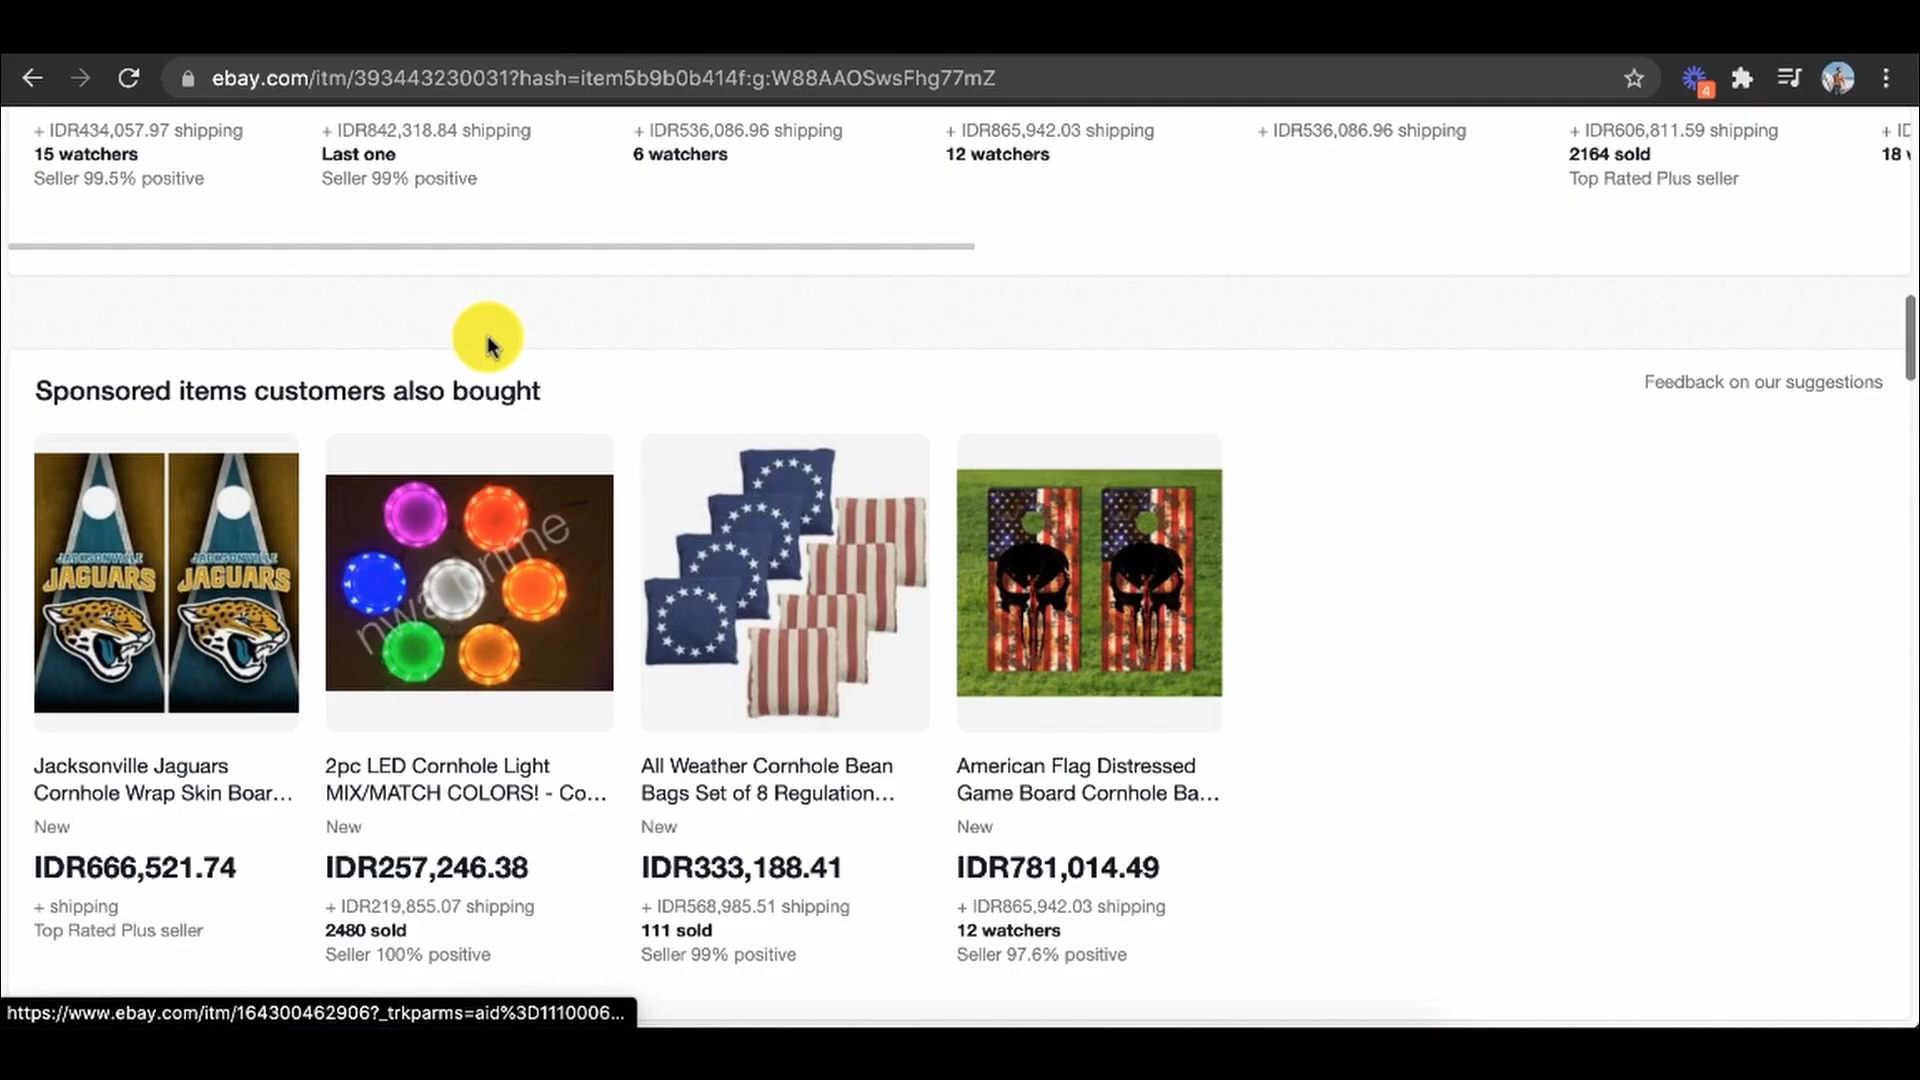 ebay.com/itm/393443230031?hash=item5b9b0b414f:g:W88AAOSwsFhg77mZ
4
+ IDR434,057.97 shipping
15 watchers
Seller 99.5% positive
+ IDR842,318.84 shipping
Last one
Seller 99% positive
+ IDR536,086.96 shipping
6 watchers
+ IDR865,942.03 shipping
12 watchers
+ IDR536,086.96 shipping
+ IDR606,811.59 shipping
2164 sold
Top Rated Plus seller
18
Sponsored items customers also bought
Feedback on our suggestions
JACKSONVILLE
JAGUARS
JACKSONVILLE
JAGUARS
Jacksonville Jaguars
Cornhole Wrap Skin Boar...
New
IDR666,521.74
+ shipping
Top Rated Plus seller
2pc LED Cornhole Light
MIX/MATCH COLORS! - Co...
New
IDR257,246.38
+ IDR219,855.07 shipping
2480 sold
Seller 100% positive
All Weather Cornhole Bean
Bags Set of 8 Regulation...
New
IDR333,188.41
+ IDR568,985.51 shipping
111 sold
Seller 99% positive
American Flag Distressed
Game Board Cornhole Ba...
New
IDR781,014.49
+ IDR865,942.03 shipping
12 watchers
Seller 97.6% positive
https://www.ebay.com/itm/164300462906?_trkparms=aid%3D1110006...